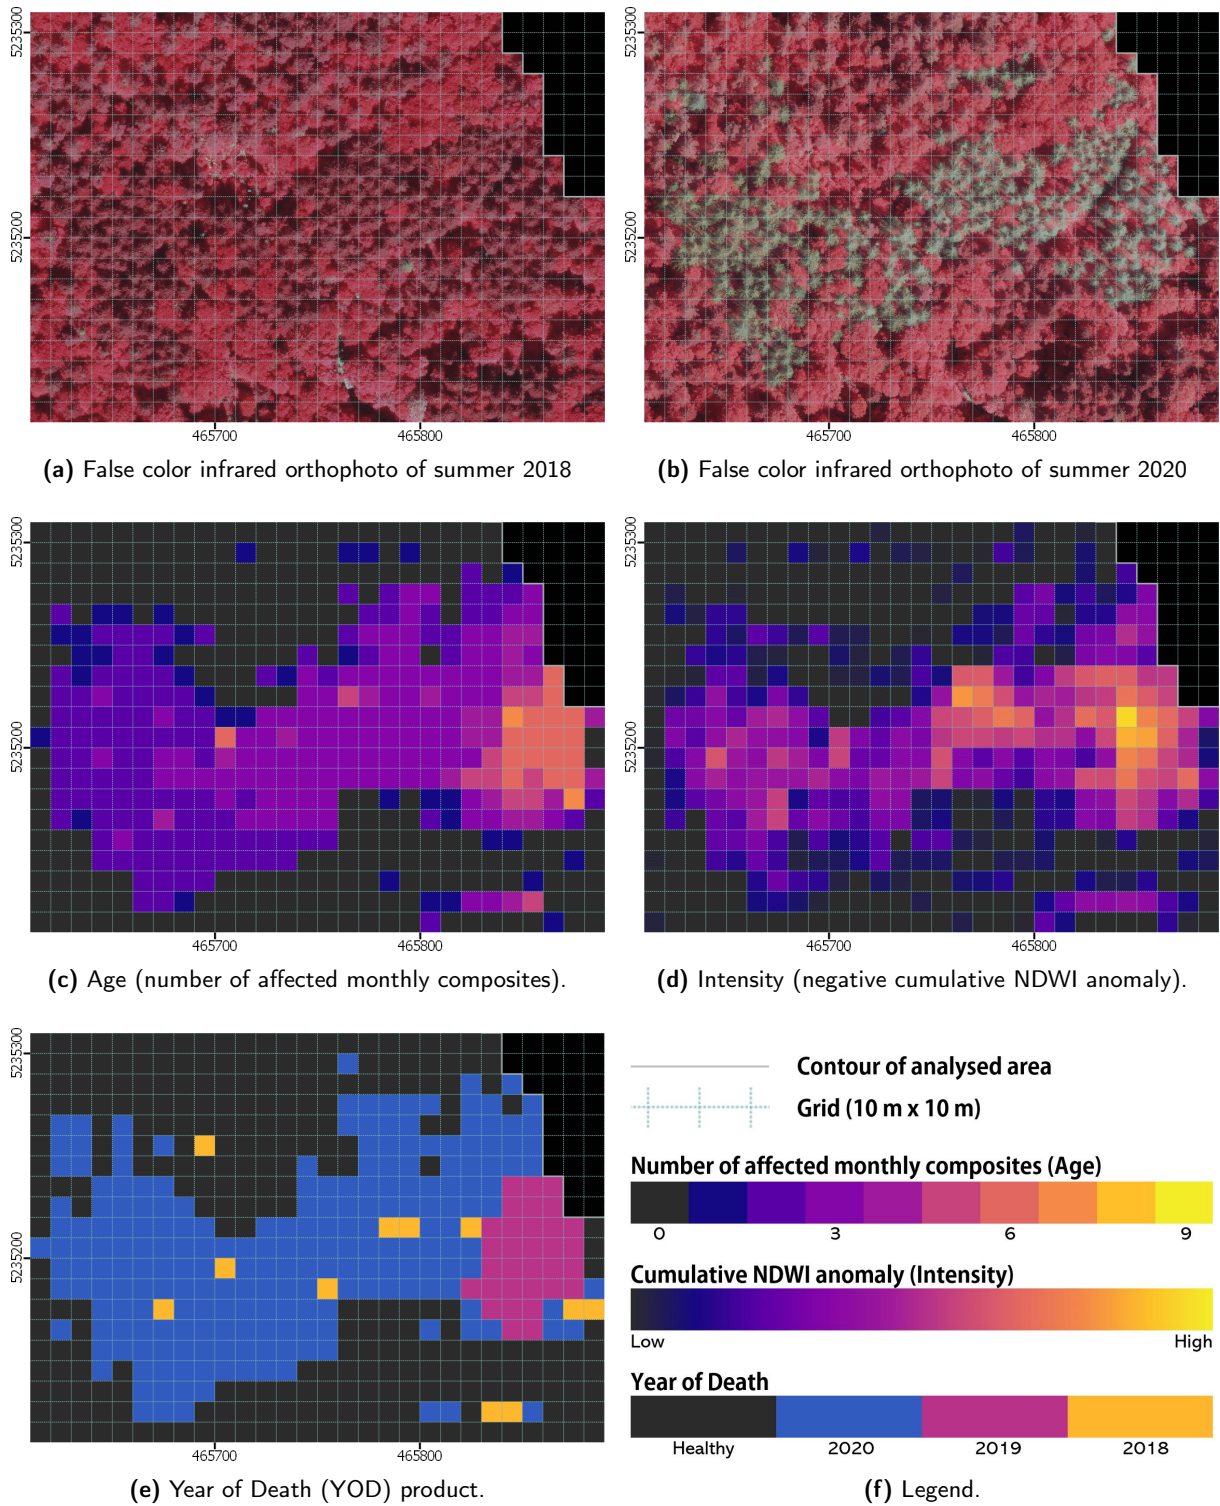 5235300
5235200
465700
465800
(a) False color infrared orthophoto of summer 2018
5235300
5235200
465700
465800
(b) False color infrared orthophoto of summer 2020
5235300
5235200
465700
465800
(c) Age (number of affected monthly composites).
5235300
5235200
465700
465800
(d) Intensity (negative cumulative NDWI anomaly).
5235300
5235200
465700
465800
(e) Year of Death (YOD) product.
Contour of analysed area
Grid (10 m x 10 m)
Number of affected monthly composites (Age)
0 3 6 9
Cumulative NDWI anomaly (Intensity)
Low High
Year of Death
Healthy 2020 2019 2018
(f) Legend.